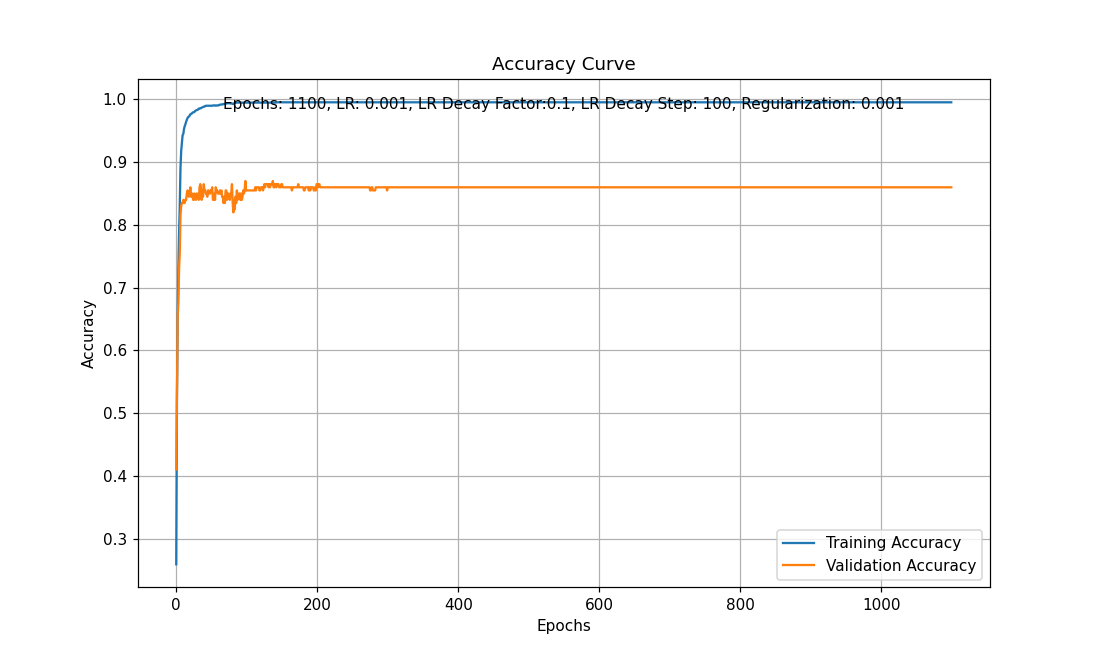 Accuracy Curve
Epochs: 1100, LR: 0.001, LR Decay Factor:0.1, LR Decay Step: 100, Regularization: 0.001
1.0
0.9
0.8
0.7
0.6
0.5
0.4
0.3
Accuracy
Training Accuracy
Validation Accuracy
0 200 400 600 800 1000
Epochs